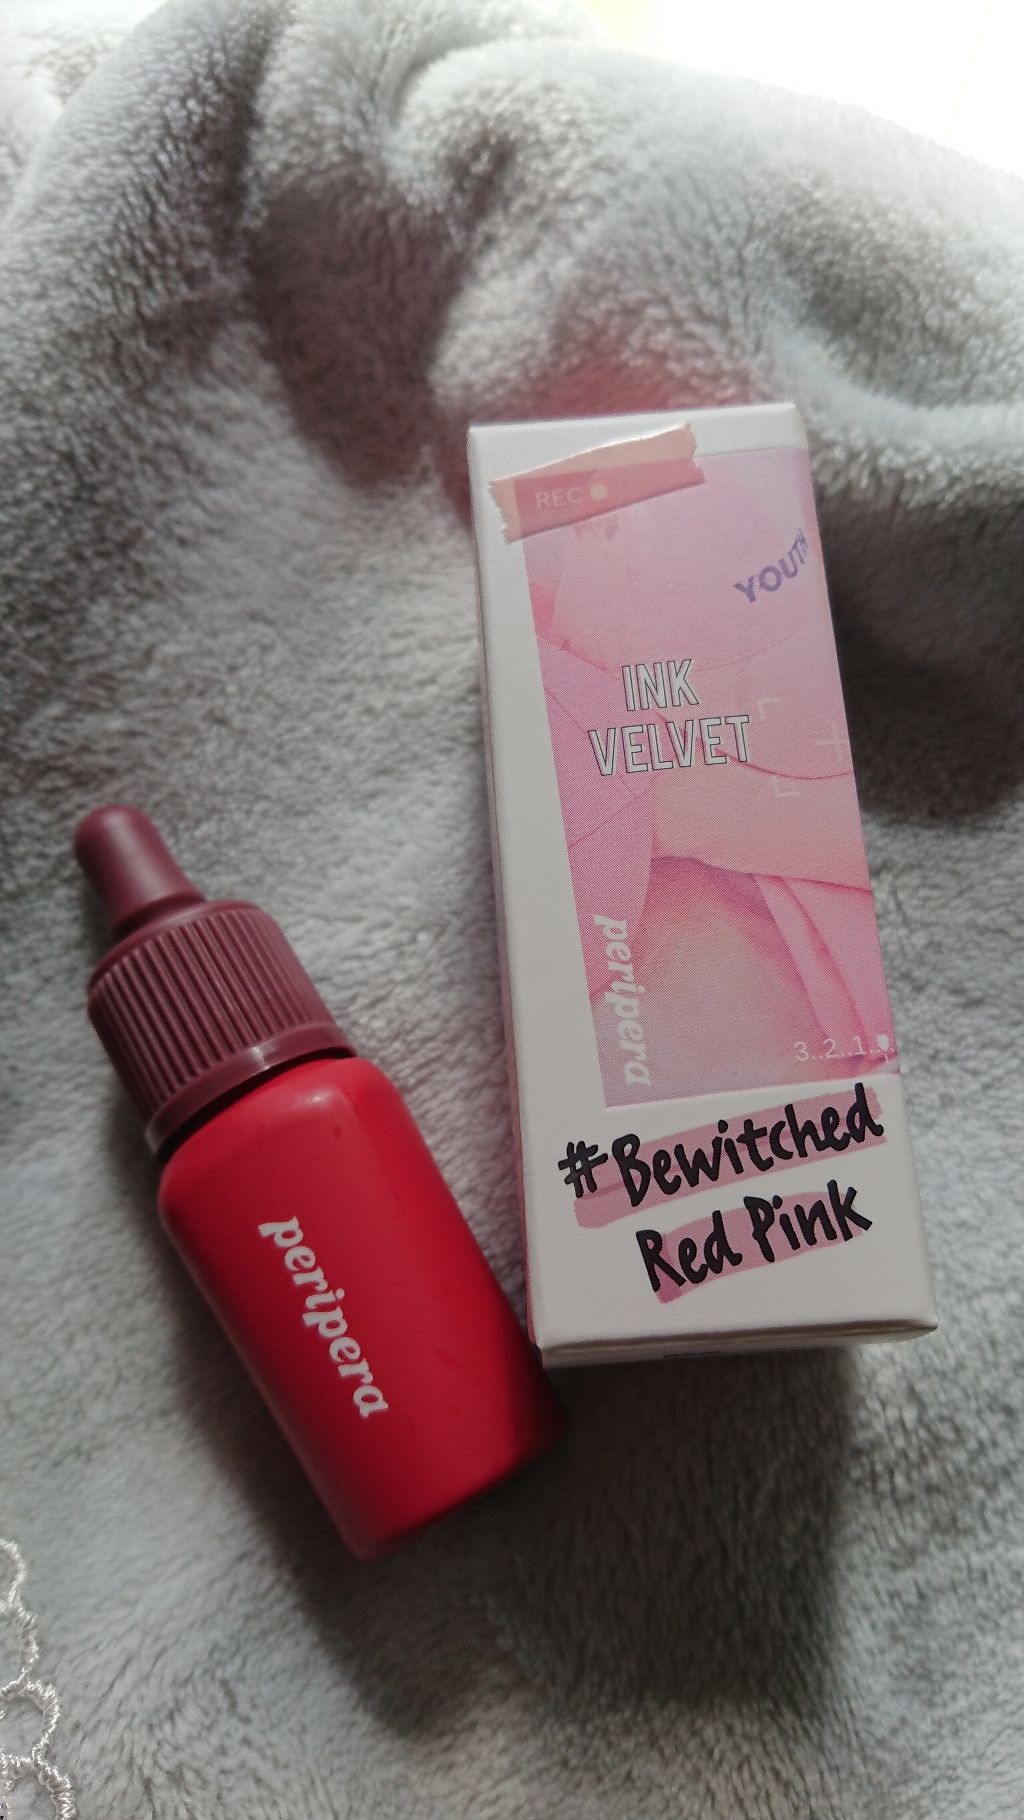 REC
YOUTH
INK
VELVET
peripera
3..2..1..
#Bewitched
Red Pink
peripera